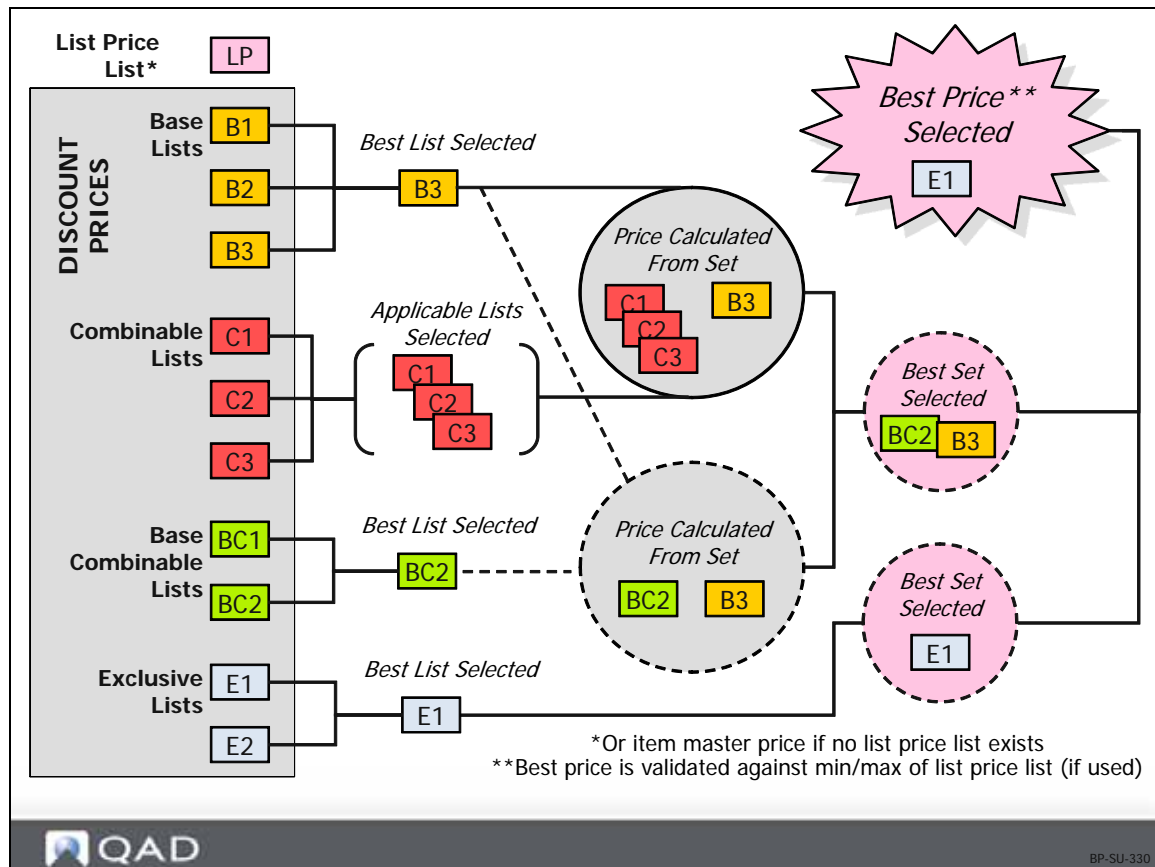 List Price
List*
LP
DISCOUNT
PRICES
Base
Lists
B1
B2
B3
Best List Selected
B3
Combinable
Lists
C1
C2
C3
Applicable Lists
Selected
C1
C2
C3
Base
Combinable
Lists
BC1
BC2
Best List Selected
BC2
Exclusive
Lists
E1
E2
Best List Selected
E1
Price Calculated
From Set
C1
C2
C3
B3
Price Calculated
From Set
BC2
B3
Best Price**
Selected
E1
Best Set
Selected
BC2
B3
Best Set
Selected
E1
*Or item master price if no list price list exists
**Best price is validated against min/max of list price list (if used)
QAD
BP-SU-330